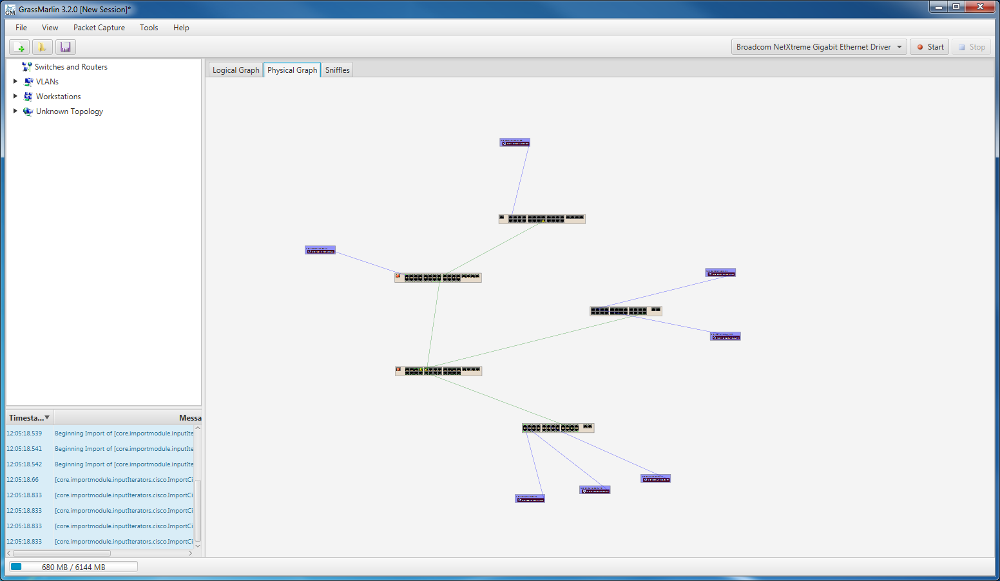 GrassMarlin 3.2.0 [New Session]*
File View Packet Capture Tools Help
Broadcom NetXtreme Gigabit Ethernet Driver Start Stop
Switches and Routers
VLANs
Workstations
Unknown Topology
Logical Graph Physical Graph Sniffles
Timesta... Messa
12:05:18.539 Beginning Import of [core.importmodule.inputIte
12:05:18.541 Beginning Import of [core.importmodule.inputIte
12:05:18.542 Beginning Import of [core.importmodule.inputIte
12:05:18.66 [core.importmodule.inputIterators.cisco.ImportCi
12:05:18.833 [core.importmodule.inputIterators.cisco.ImportCi
12:05:18.833 [core.importmodule.inputIterators.cisco.ImportCi
12:05:18.833 [core.importmodule.inputIterators.cisco.ImportCi
12:05:18.833 [core.importmodule.inputIterators.cisco.ImportCi
680 MB / 6144 MB